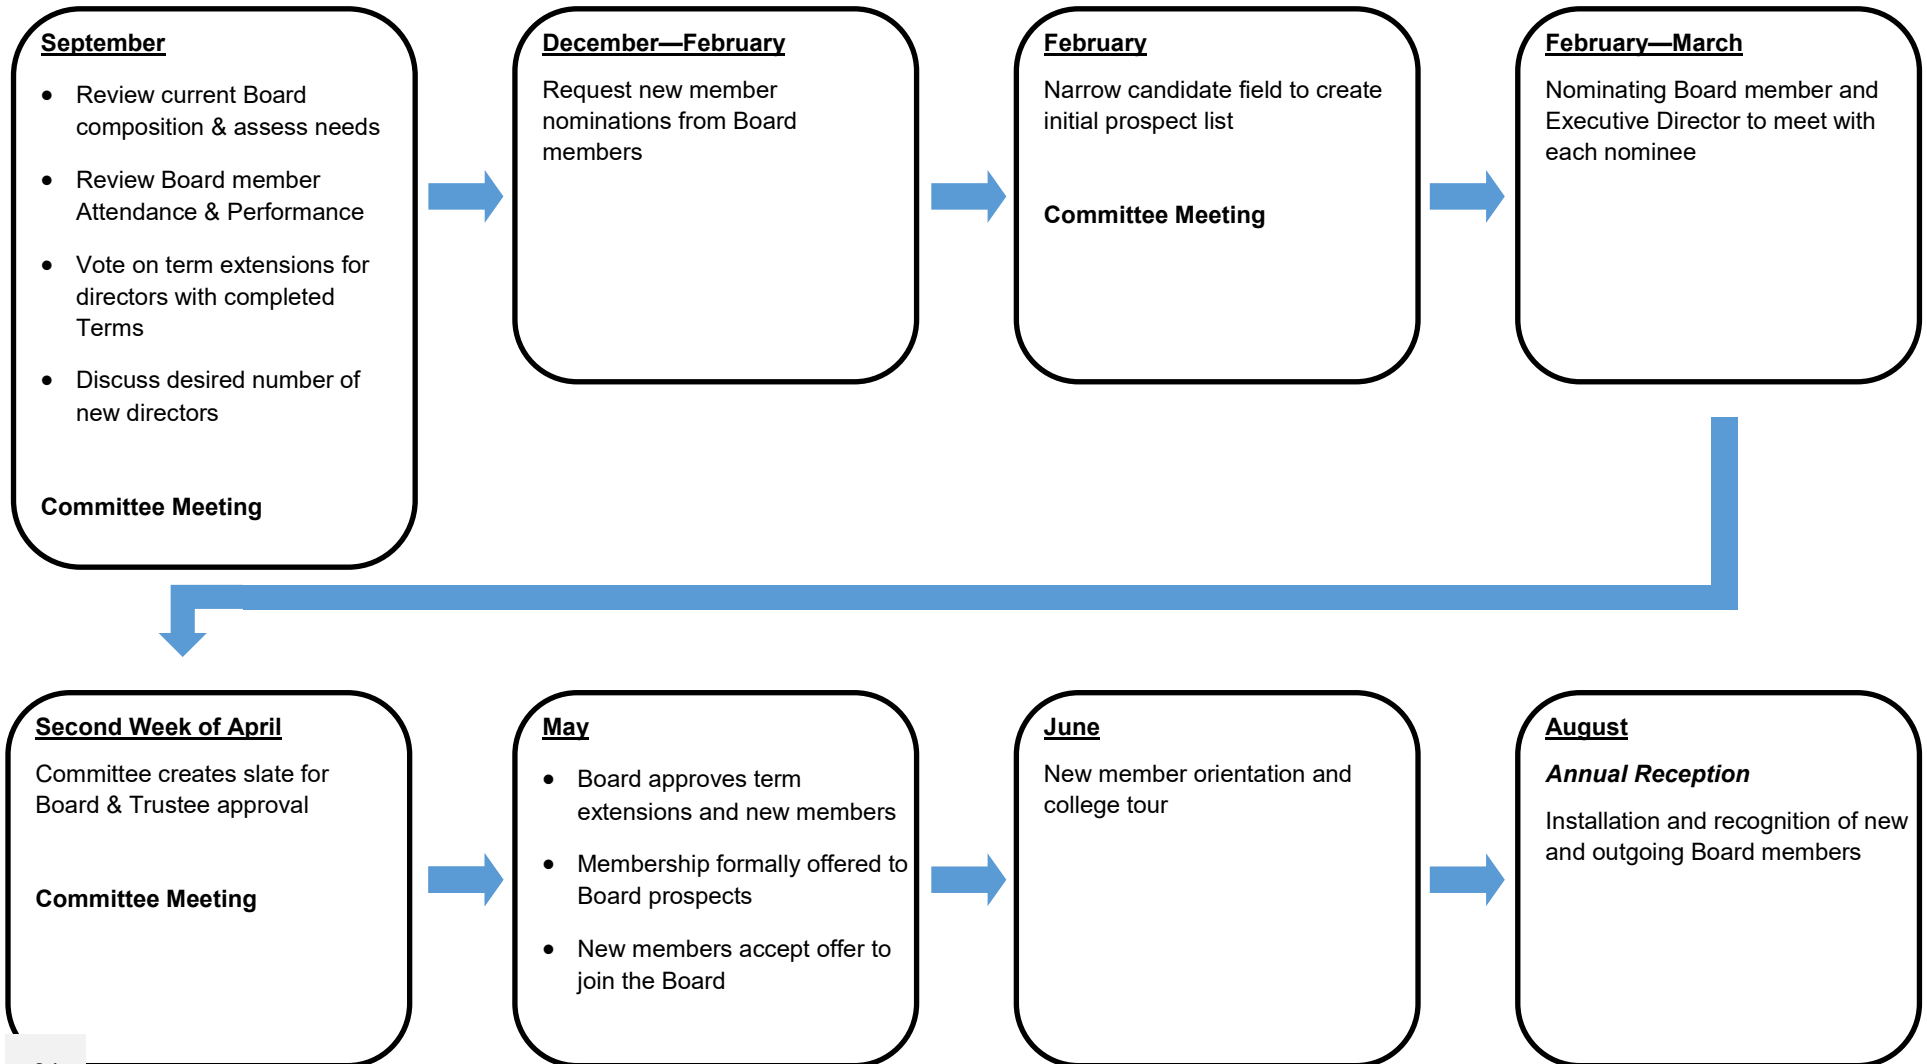 September
• Review current Board
composition & assess needs
• Review Board member
Attendance & Performance
• Vote on term extensions for
directors with completed
Terms
• Discuss desired number of
new directors
Committee Meeting
December—February
Request new member
nominations from Board
members
February
Narrow candidate field to create
initial prospect list
Committee Meeting
February—March
Nominating Board member and
Executive Director to meet with
each nominee
Second Week of April
Committee creates slate for
Board & Trustee approval
Committee Meeting
May
• Board approves term
extensions and new members
• Membership formally offered to
Board prospects
• New members accept offer to
join the Board
June
New member orientation and
college tour
August
Annual Reception
Installation and recognition of new
and outgoing Board members